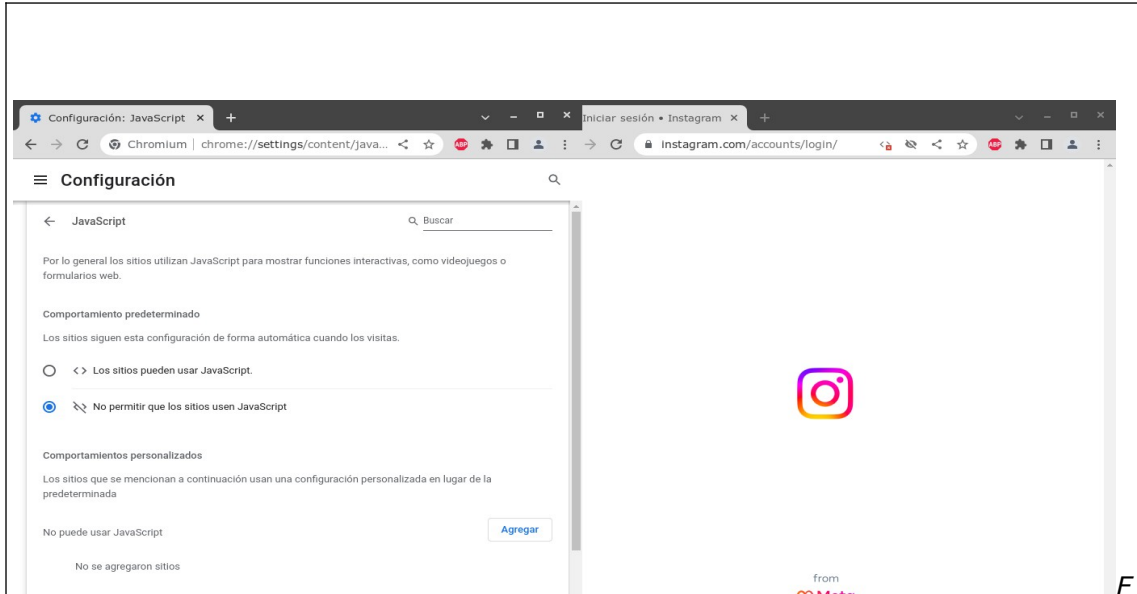 Configuración: JavaScript
Iniciar sesión • Instagram
Chromium | chrome://settings/content/java...
ABP
instagram.com/accounts/login/
ABP
Configuración
JavaScript
Buscar
Por lo general los sitios utilizan JavaScript para mostrar funciones interactivas, como videojuegos o
formularios web.
Comportamiento predeterminado
Los sitios siguen esta configuración de forma automática cuando los visitas.
<> Los sitios pueden usar JavaScript.
No permitir que los sitios usen JavaScript
Comportamientos personalizados
Los sitios que se mencionan a continuación usan una configuración personalizada en lugar de la
predeterminada
No puede usar JavaScript
Agregar
No se agregaron sitios
from
Meta
F